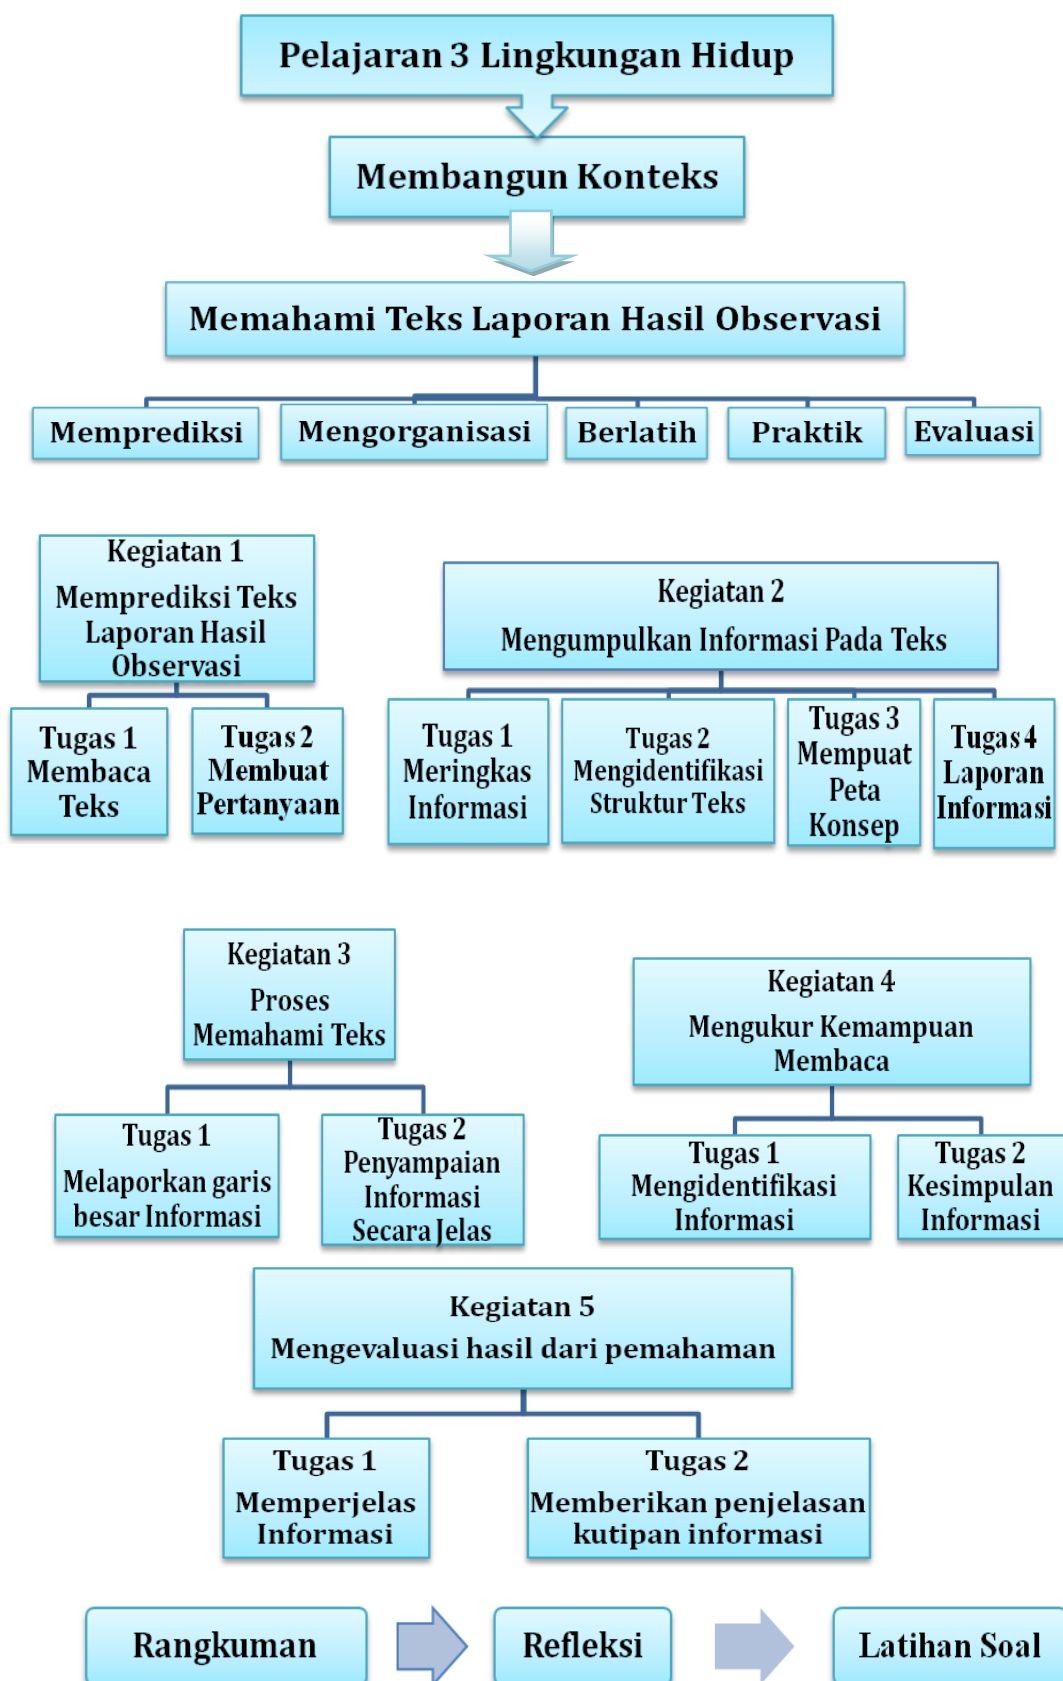 Pelajaran 3 Lingkungan Hidup
Membangun Konteks
Memahami Teks Laporan Hasil Observasi
Memprediksi
Mengorganisasi
Berlatih
Praktik
Evaluasi
Kegiatan 1
Memprediksi Teks
Laporan Hasil
Observasi
Tugas 1
Membaca
Teks
Tugas 2
Membuat
Pertanyaan
Kegiatan 2
Mengumpulkan Informasi Pada Teks
Tugas 1
Meringkas
Informasi
Tugas 2
Mengidentifikasi
Struktur Teks
Tugas 3
Mempuat
Peta
Konsep
Tugas 4
Laporan
Informasi
Kegiatan 3
Proses
Memahami Teks
Tugas 1
Melaporkan garis
besar Informasi
Tugas 2
Penyampaian
Informasi
Secara Jelas
Kegiatan 4
Mengukur Kemampuan
Membaca
Tugas 1
Mengidentifikasi
Informasi
Tugas 2
Kesimpulan
Informasi
Kegiatan 5
Mengevaluasi hasil dari pemahaman
Tugas 1
Memperjelas
Informasi
Tugas 2
Memberikan penjelasan
kutipan informasi
Rangkuman
Refleksi
Latihan Soal